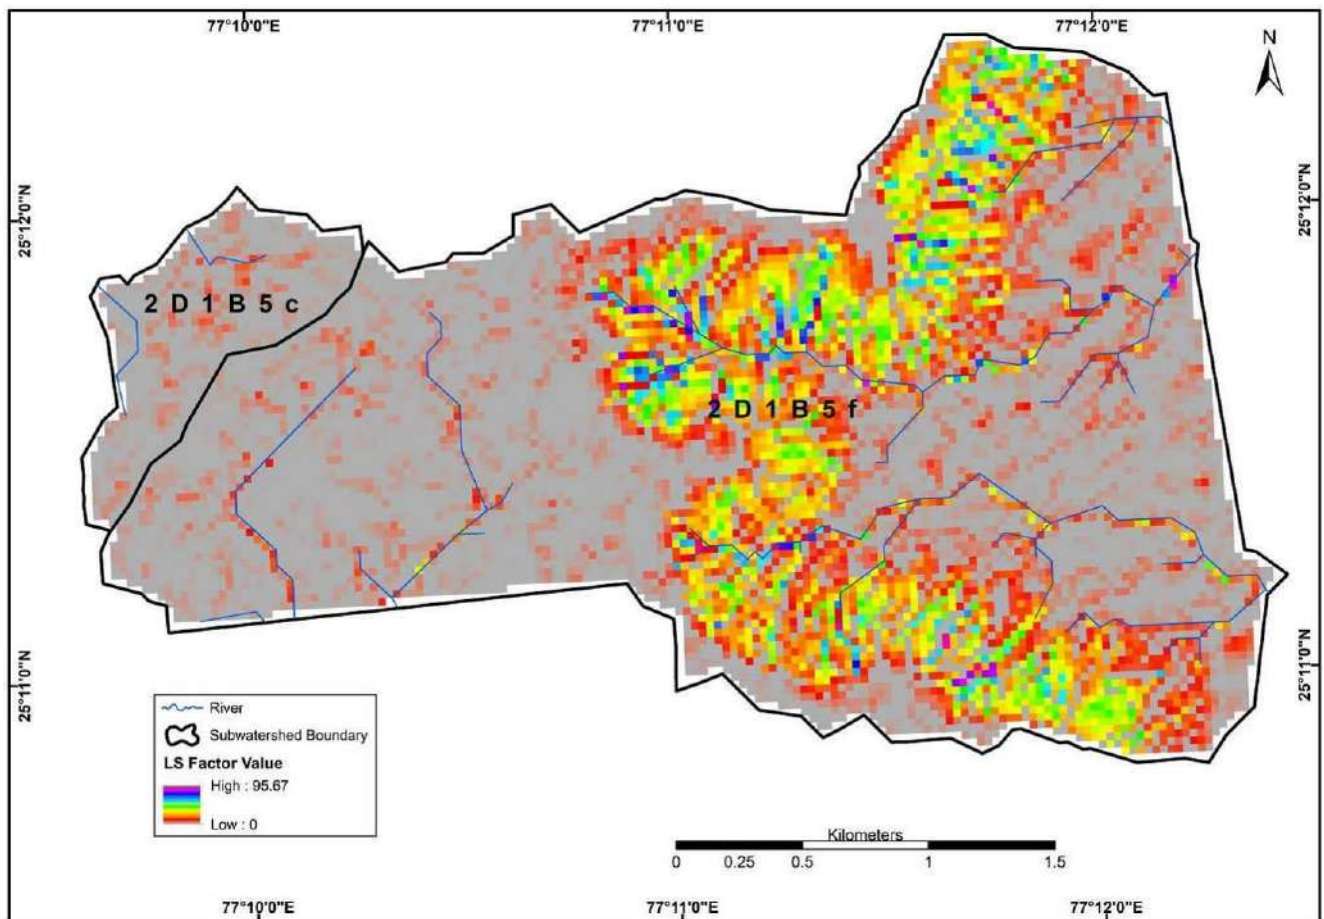 77°10'0"E 77°11'0"E 77°12'0"E
N
25°12'0"N
25°12'0"N
2 D 1 B 5 c
2 D 1 B 5 f
25°11'0"N
25°11'0"N
River
Subwatershed Boundary
LS Factor Value
High : 95.67
Low : 0
Kilometers
0 0.25 0.5 1 1.5
77°10'0"E 77°11'0"E 77°12'0"E